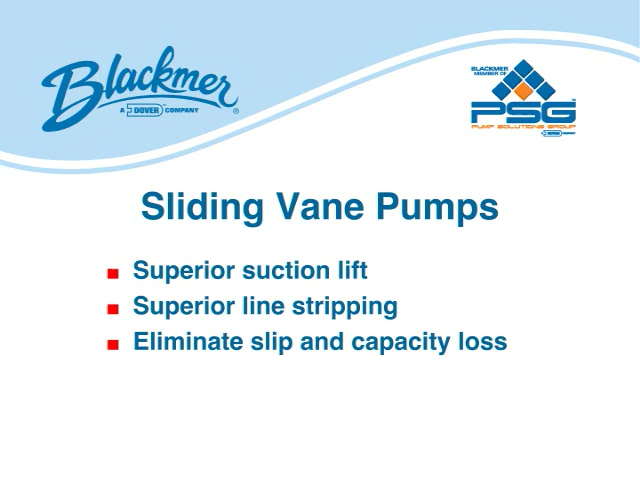 Blackmer
A DOVER COMPANY
BLACKMER
MEMBER OF
PSG
PUMP SOLUTIONS GROUP
Sliding Vane Pumps
Superior suction lift
Superior line stripping
Eliminate slip and capacity loss